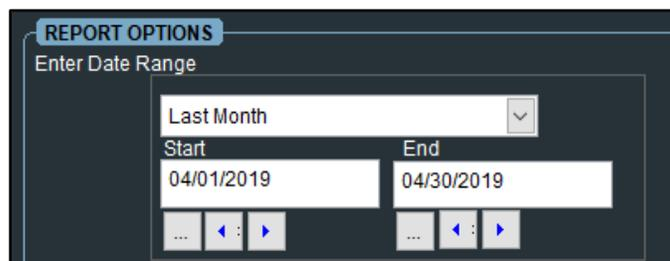 REPORT OPTIONS
Enter Date Range
Last Month
Start End
04/01/2019 04/30/2019
... : ... :